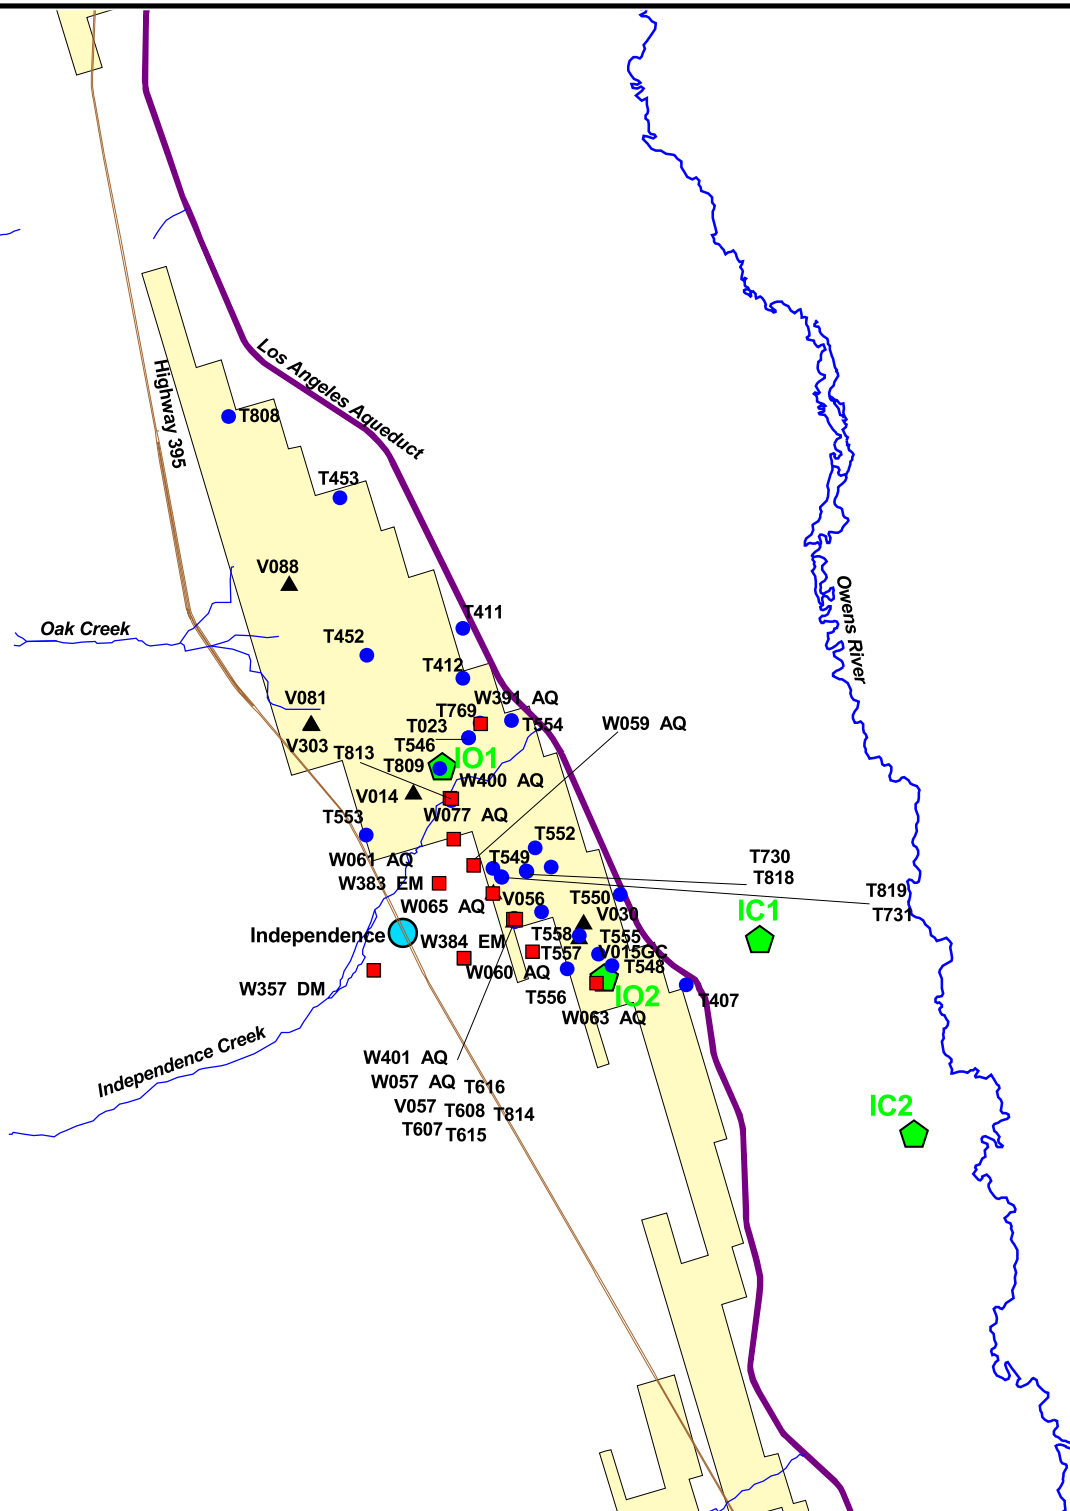 Los Angeles Aqueduct
Highway 395
T808
T453
V088
Owens River
T411
Oak Creek
T452
T412
V081
W391 AQ
T769
T023
T554
W059 AQ
V303
T546
T813
IO1
T809
W400 AQ
V014
W077 AQ
T553
T552
W061 AQ
T549
T730
T818
W383 EM
T819
W065 AQ
V056
T550
IC1
T731
V030
Independence
W384 EM
T558
T555
T557
V015GC
W060 AQ
T548
W357 DM
T556
IO2
T407
W063 AQ
Independence Creek
W401 AQ
W057 AQ
T616
V057
T608
T814
T607
T615
IC2